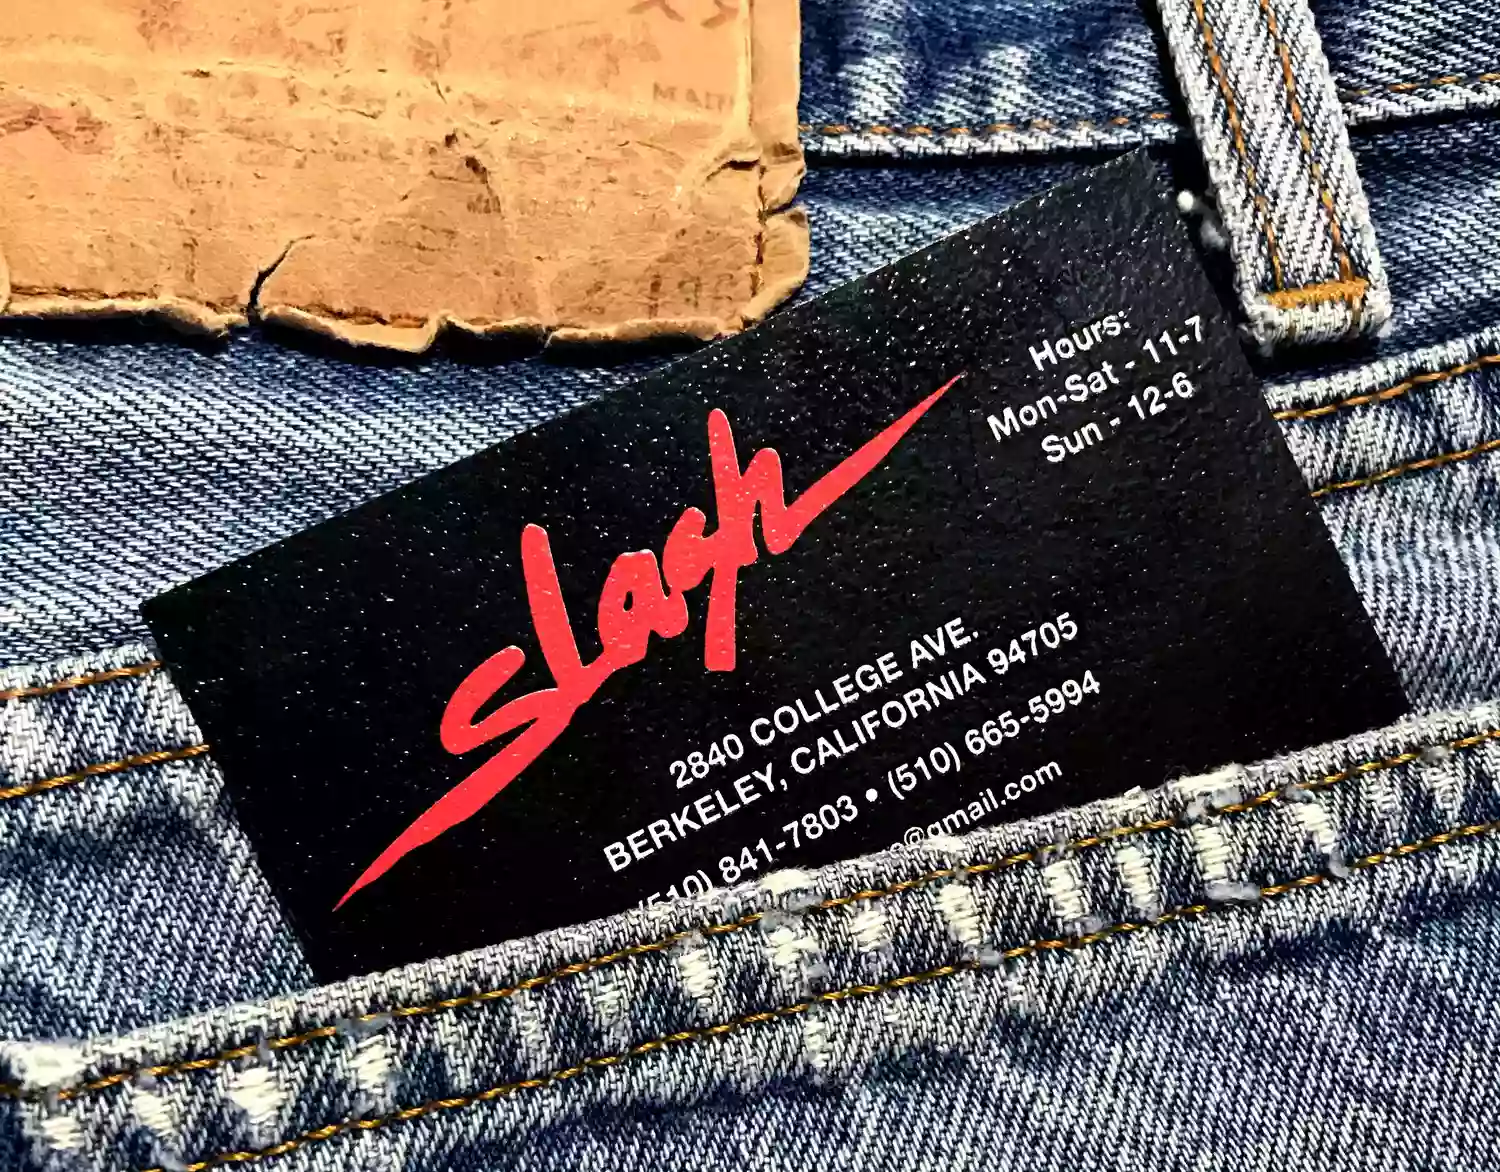 Slash
Hours:
Mon-Sat - 11-7
Sun - 12-6
2840 COLLEGE AVE.
BERKELEY, CALIFORNIA 94705
(510) 841-7803 • (510) 665-5994
@gmail.com